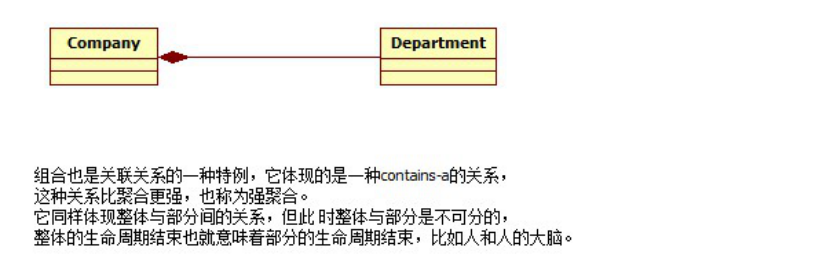 Company Department
组合也是关联关系的一种特例，它体现的是一种contains-a的关系，
这种关系比聚合更强，也称为强聚合。
它同样体现整体与部分间的关系，但此时整体与部分是不可分的，
整体的生命周期结束也就意味着部分的生命周期结束，比如人和人的大脑。